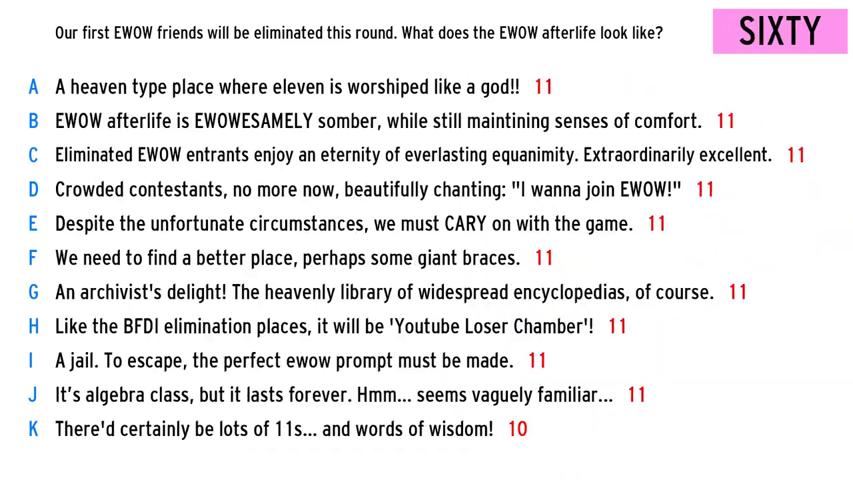 Our first EWOW friends will be eliminated this round. What does the EWOW afterlife look like?
SIXTY
A A heaven type place where eleven is worshiped like a god!! 11
B EWOW afterlife is EWOWESAMELY somber, while still maintining senses of comfort. 11
C Eliminated EWOW entrants enjoy an eternity of everlasting equanimity. Extraordinarily excellent. 11
D Crowded contestants, no more now, beautifully chanting: "I wanna join EWOW!" 11
E Despite the unfortunate circumstances, we must CARY on with the game. 11
F We need to find a better place, perhaps some giant braces. 11
G An archivist's delight! The heavenly library of widespread encyclopedias, of course. 11
H Like the BFDI elimination places, it will be 'Youtube Loser Chamber'! 11
I A jail. To escape, the perfect ewow prompt must be made. 11
J It's algebra class, but it lasts forever. Hmm... seems vaguely familiar... 11
K There'd certainly be lots of 11s... and words of wisdom! 10